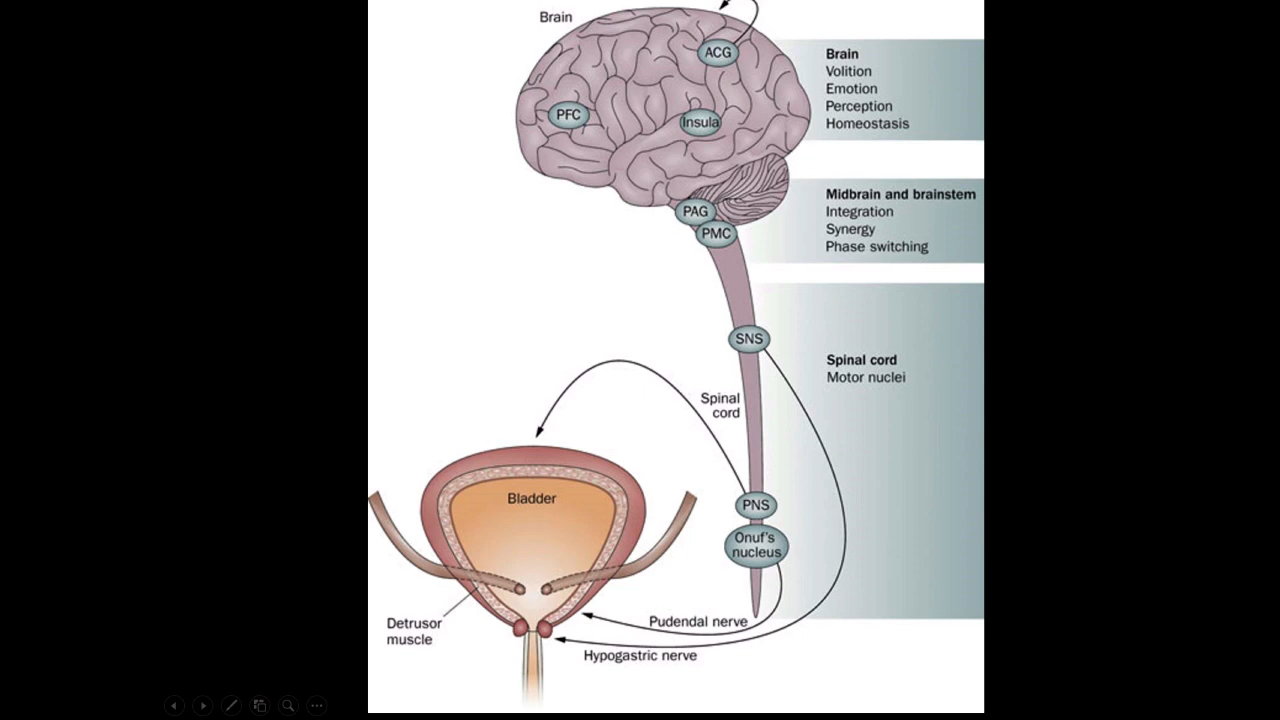 Brain
ACG
PFC
Insula
Brain
Volition
Emotion
Perception
Homeostasis
PAG
PMC
Midbrain and brainstem
Integration
Synergy
Phase switching
SNS
Spinal cord
Motor nuclei
Spinal
cord
Bladder
PNS
Onuf's
nucleus
Detrusor
muscle
Pudendal nerve
Hypogastric nerve